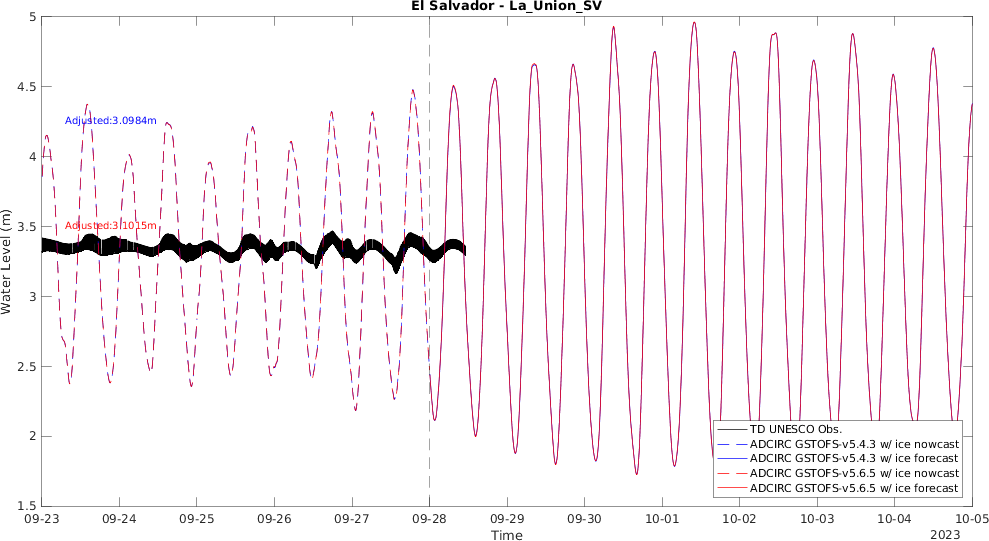 El Salvador - La_Union_SV
5
4.5
4
3.5
3
2.5
2
1.5
Water Level (m)
Adjusted:3.0984m
Adjusted:3.1015m
TD UNESCO Obs.
ADCIRC GSTOFS-v5.4.3 w/ ice nowcast
ADCIRC GSTOFS-v5.4.3 w/ ice forecast
ADCIRC GSTOFS-v5.6.5 w/ ice nowcast
ADCIRC GSTOFS-v5.6.5 w/ ice forecast
09-23 09-24 09-25 09-26 09-27 09-28 09-29 09-30 10-01 10-02 10-03 10-04 10-05
Time
2023